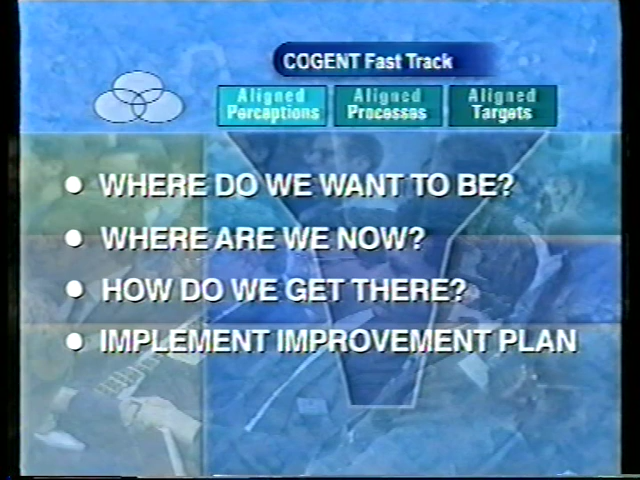 COGENT Fast Track
Aligned Perceptions
Aligned Processes
Aligned Targets
WHERE DO WE WANT TO BE?
WHERE ARE WE NOW?
HOW DO WE GET THERE?
IMPLEMENT IMPROVEMENT PLAN